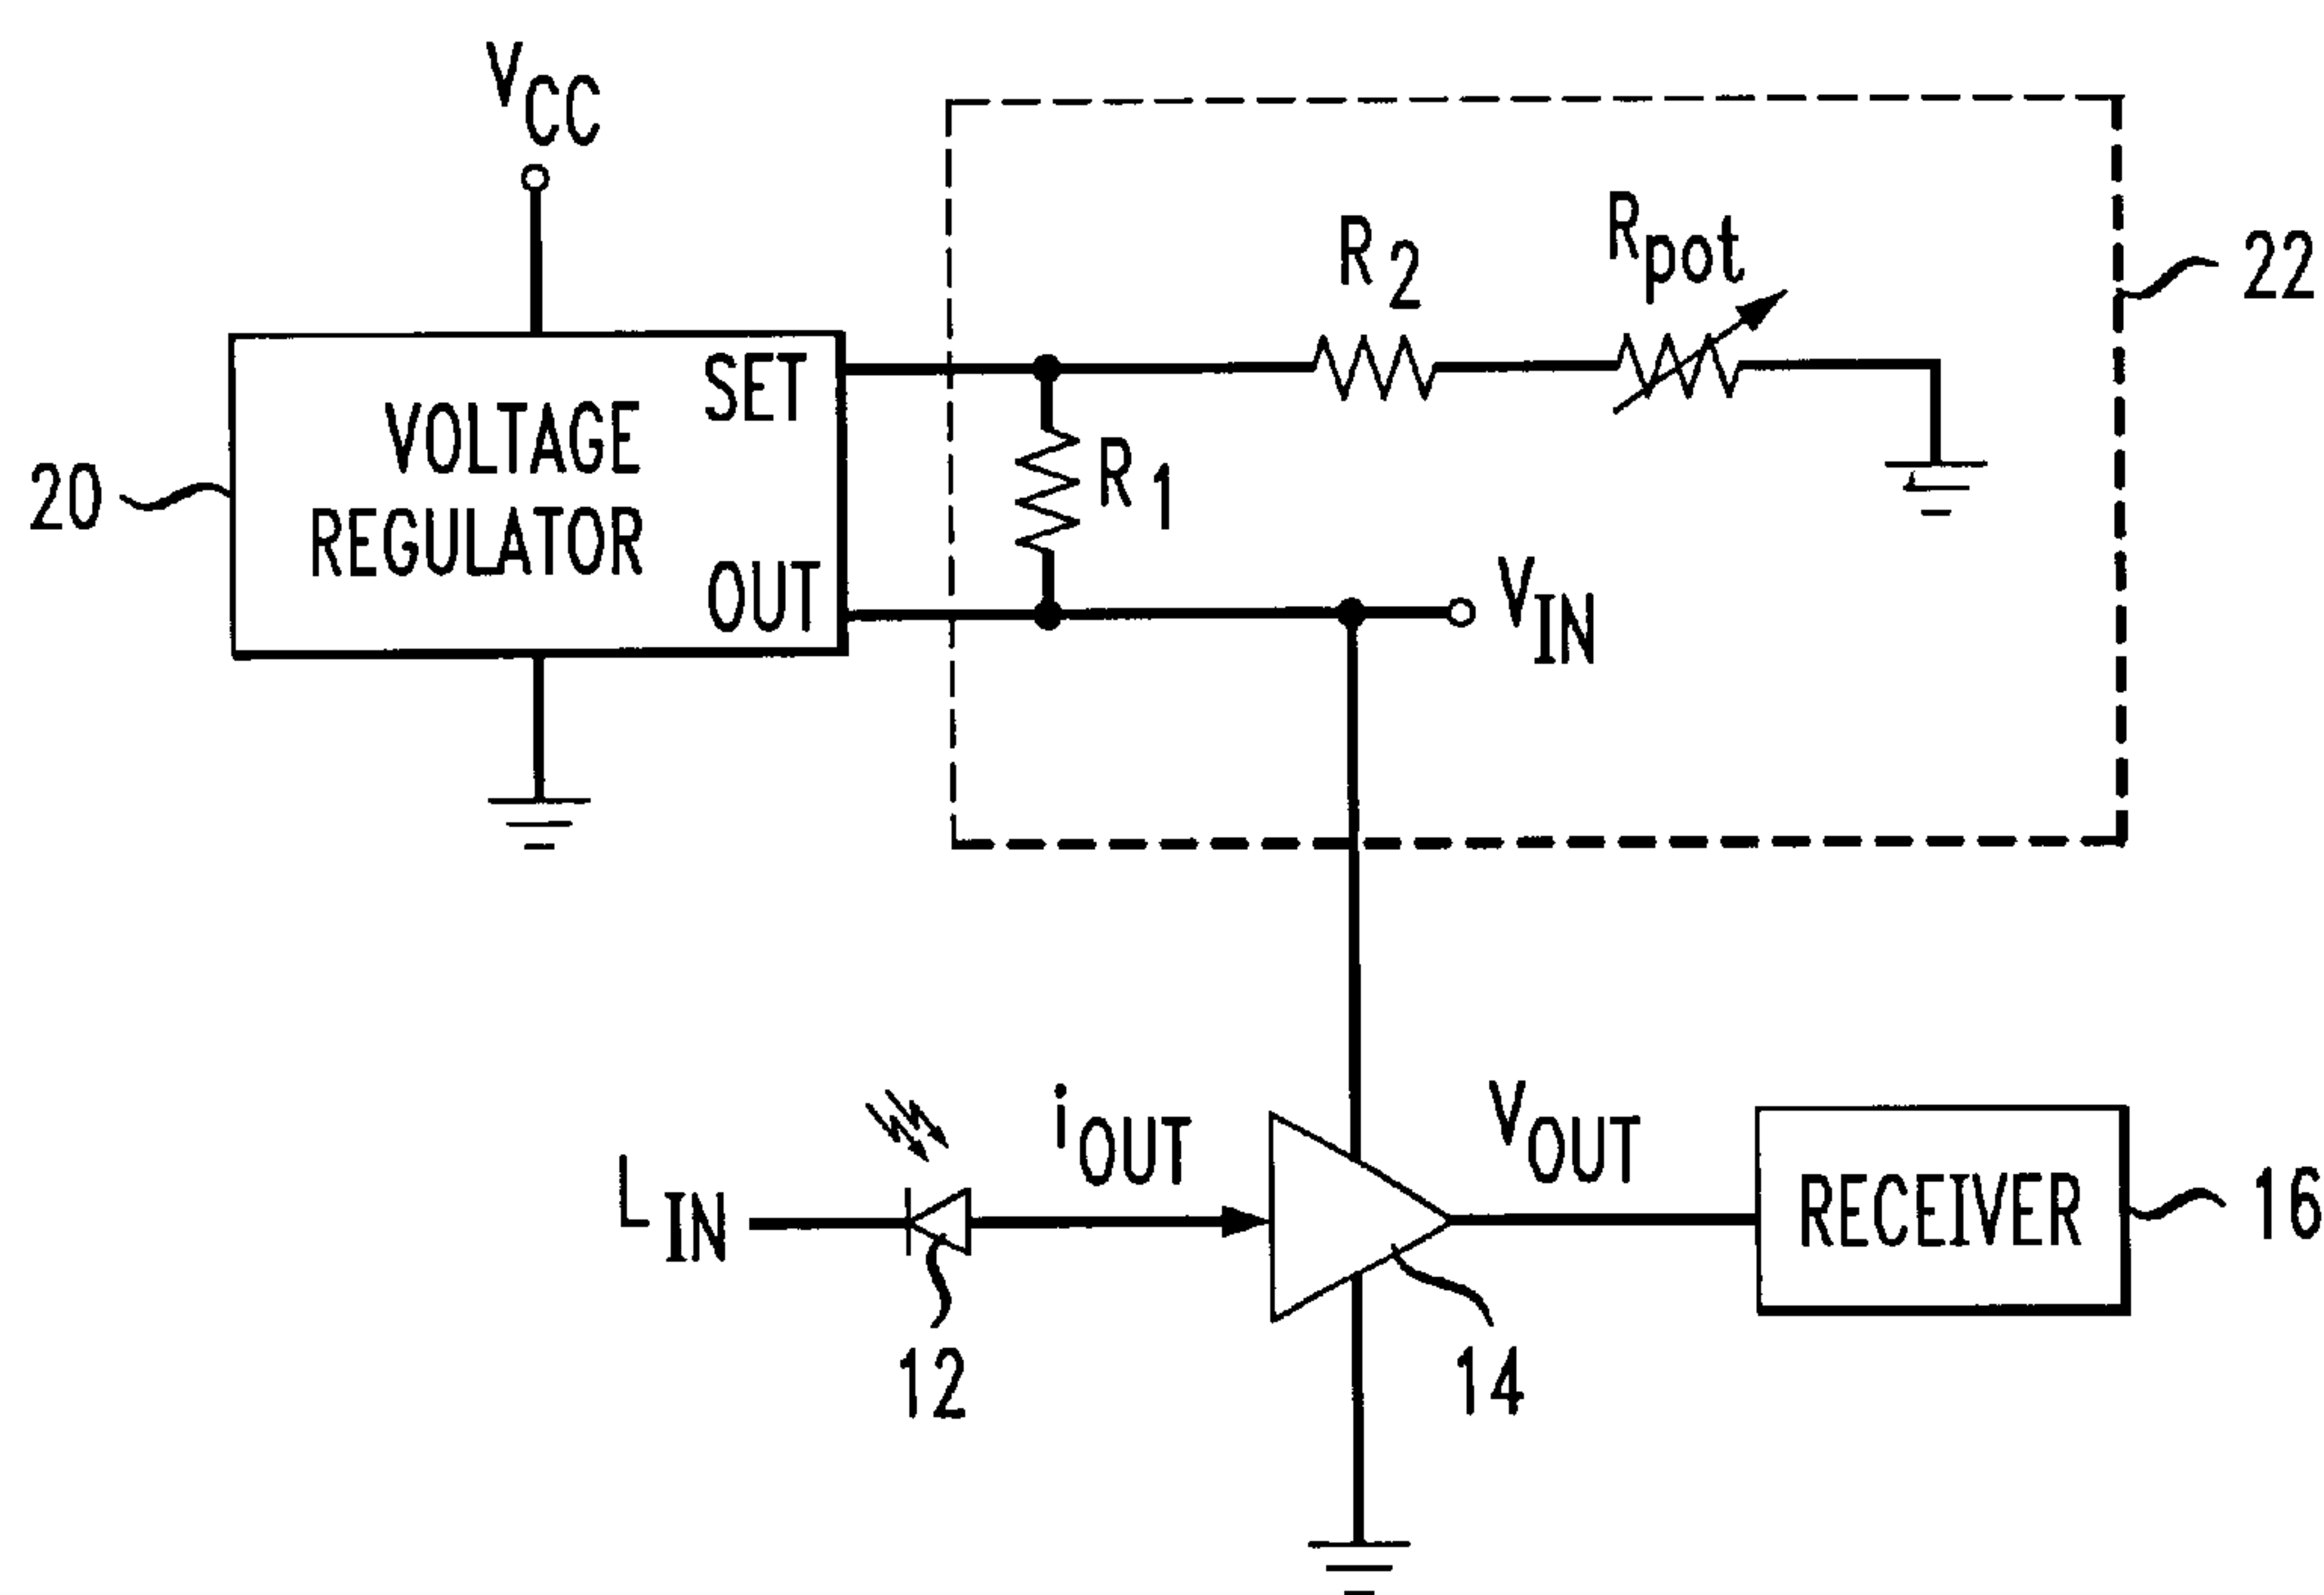 VCC
R2
Rpot
22
SET
VOLTAGE
REGULATOR
20
R1
OUT
VIN
iOUT
VOUT
LIN
RECEIVER
16
12
14